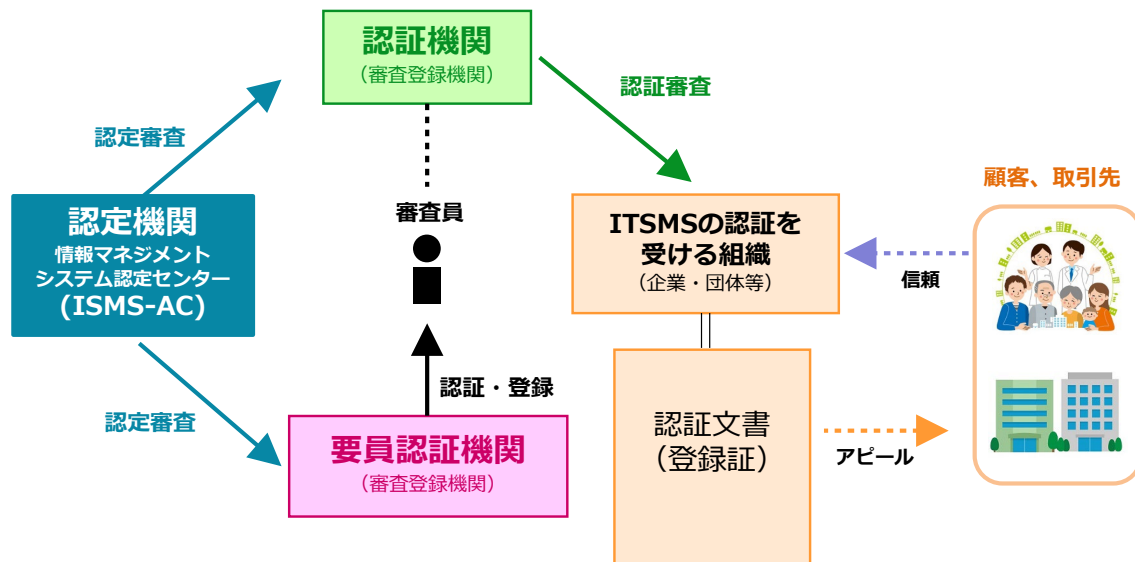 認証機関
（審査登録機関）
認証審査
認定審査
顧客、取引先
認定機関
情報マネジメント
システム認定センター
(ISMS-AC)
審査員
ITSMSの認証を
受ける組織
（企業・団体等）
信頼
認証・登録
認定審査
要員認証機関
（審査登録機関）
認証文書
（登録証）
アピール